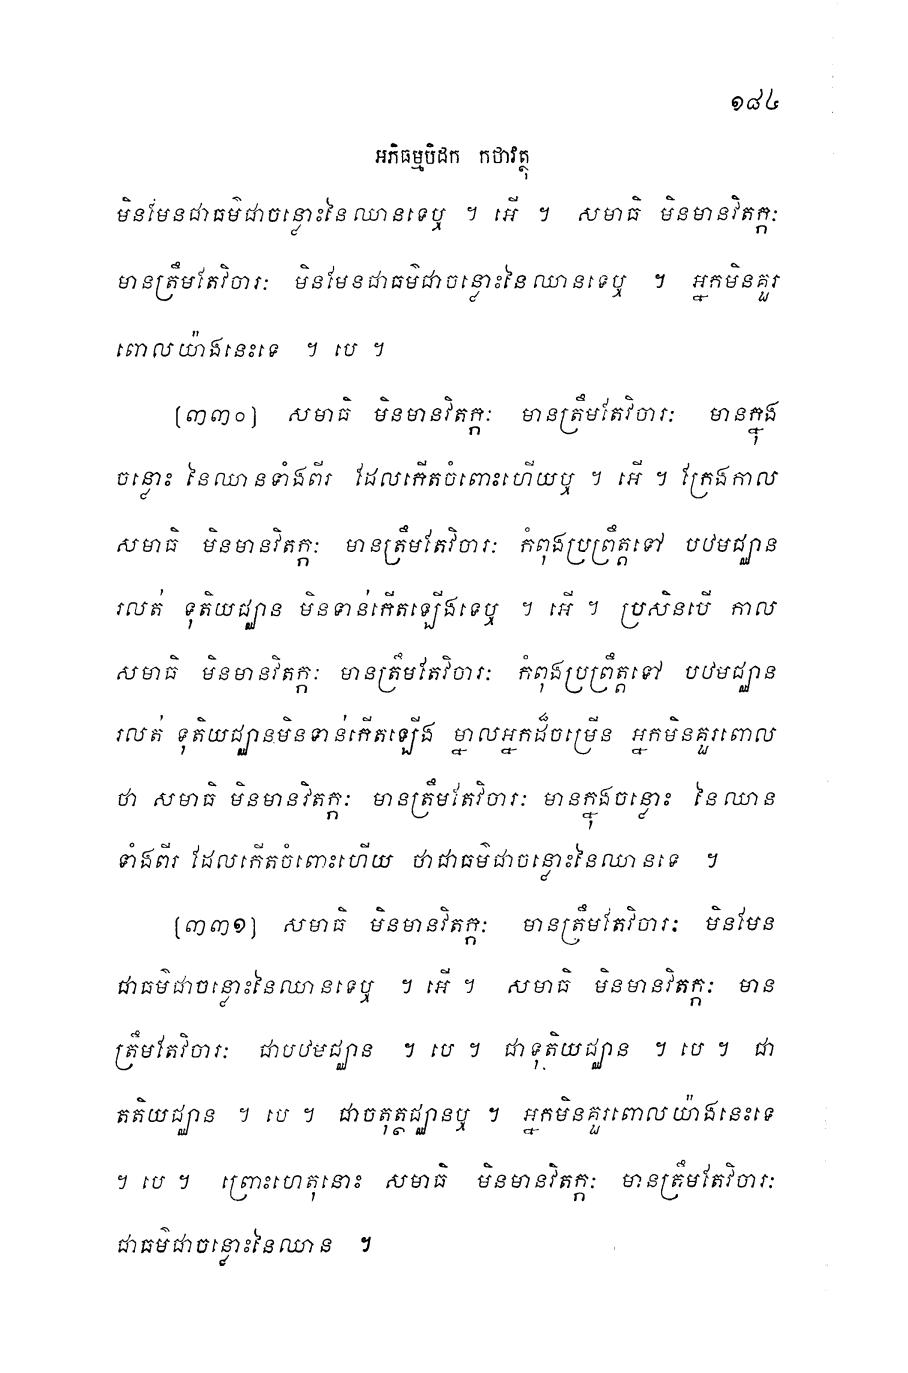 ១៨៤
អភិធម្មបិដក កថាវត្ថុ
មិនមែនជាធម៌ជាចន្លោះនៃឈានទេឬ ។ អើ ។ សមាធិ មិនមានវិតក្កៈ
មានត្រឹមតែវិចារៈ មិនមែនជាធម៌ជាចន្លោះនៃឈានទេឬ ។ អ្នកមិនគួរ
ពោលយ៉ាងនេះទេ ។ បេ ។
(៣៣០) សមាធិ មិនមានវិតក្កៈ មានត្រឹមតែវិចារៈ មានក្នុង
ចន្លោះ នៃឈានទាំងពីរ ដែលកើតចំពោះហើយឬ ។ អើ ។ ក្រែងកាល
សមាធិ មិនមានវិតក្កៈ មានត្រឹមតែវិចារៈ កំពុងប្រព្រឹត្តទៅ បឋមជ្ឈាន
រលត់ ទុតិយជ្ឈាន មិនទាន់កើតឡើងទេឬ ។ អើ ។ ប្រសិនបើ កាល
សមាធិ មិនមានវិតក្កៈ មានត្រឹមតែវិចារៈ កំពុងប្រព្រឹត្តទៅ បឋមជ្ឈាន
រលត់ ទុតិយជ្ឈានមិនទាន់កើតឡើង ម្នាលអ្នកដ៏ចម្រើន អ្នកមិនគួរពោល
ថា សមាធិ មិនមានវិតក្កៈ មានត្រឹមតែវិចារៈ មានក្នុងចន្លោះ នៃឈាន
ទាំងពីរ ដែលកើតចំពោះហើយ ថាជាធម៌ជាចន្លោះនៃឈានទេ ។
(៣៣១) សមាធិ មិនមានវិតក្កៈ មានត្រឹមតែវិចារៈ មិនមែន
ជាធម៌ជាចន្លោះនៃឈានទេឬ ។ អើ ។ សមាធិ មិនមានវិតក្កៈ មាន
ត្រឹមតែវិចារៈ ជាបឋមជ្ឈាន ។ បេ ។ ជាទុតិយជ្ឈាន ។ បេ ។ ជា
តតិយជ្ឈាន ។ បេ ។ ជាចតុត្ថជ្ឈានឬ ។ អ្នកមិនគួរពោលយ៉ាងនេះទេ
។ បេ ។ ព្រោះហេតុនោះ សមាធិ មិនមានវិតក្កៈ មានត្រឹមតែវិចារៈ
ជាធម៌ជាចន្លោះនៃឈាន ។